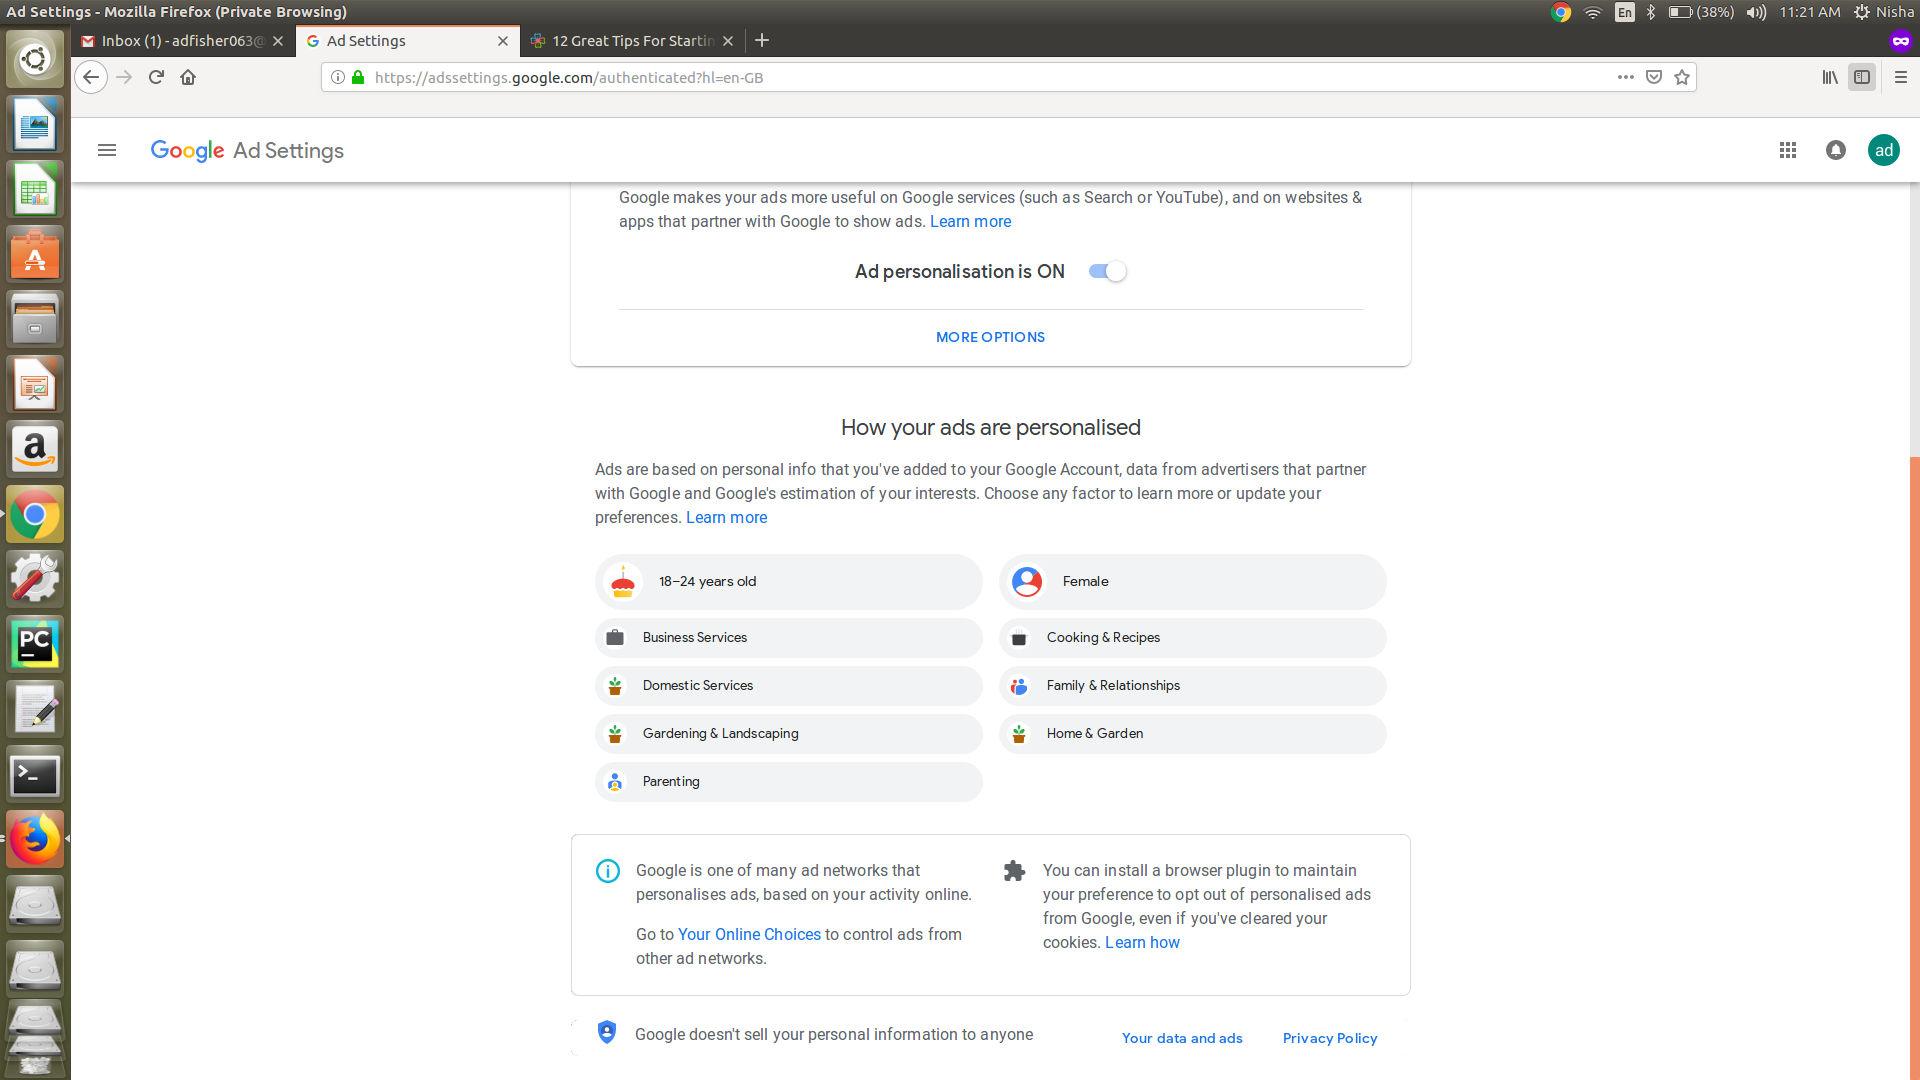 Ad Settings - Mozilla Firefox (Private Browsing)
En
(38%)
11:21 AM
Nisha
Inbox (1) - adfisher063@
Ad Settings
12 Great Tips For Startin
https://adssettings.google.com/authenticated?hl=en-GB
Google Ad Settings
ad
Google makes your ads more useful on Google services (such as Search or YouTube), and on websites &
apps that partner with Google to show ads. Learn more
Ad personalisation is ON
MORE OPTIONS
How your ads are personalised
Ads are based on personal info that you've added to your Google Account, data from advertisers that partner
with Google and Google's estimation of your interests. Choose any factor to learn more or update your
preferences. Learn more
18–24 years old
Female
Business Services
Cooking & Recipes
Domestic Services
Family & Relationships
Gardening & Landscaping
Home & Garden
Parenting
Google is one of many ad networks that
personalises ads, based on your activity online.
Go to Your Online Choices to control ads from
other ad networks.
You can install a browser plugin to maintain
your preference to opt out of personalised ads
from Google, even if you've cleared your
cookies. Learn how
Google doesn't sell your personal information to anyone
Your data and ads
Privacy Policy
PC